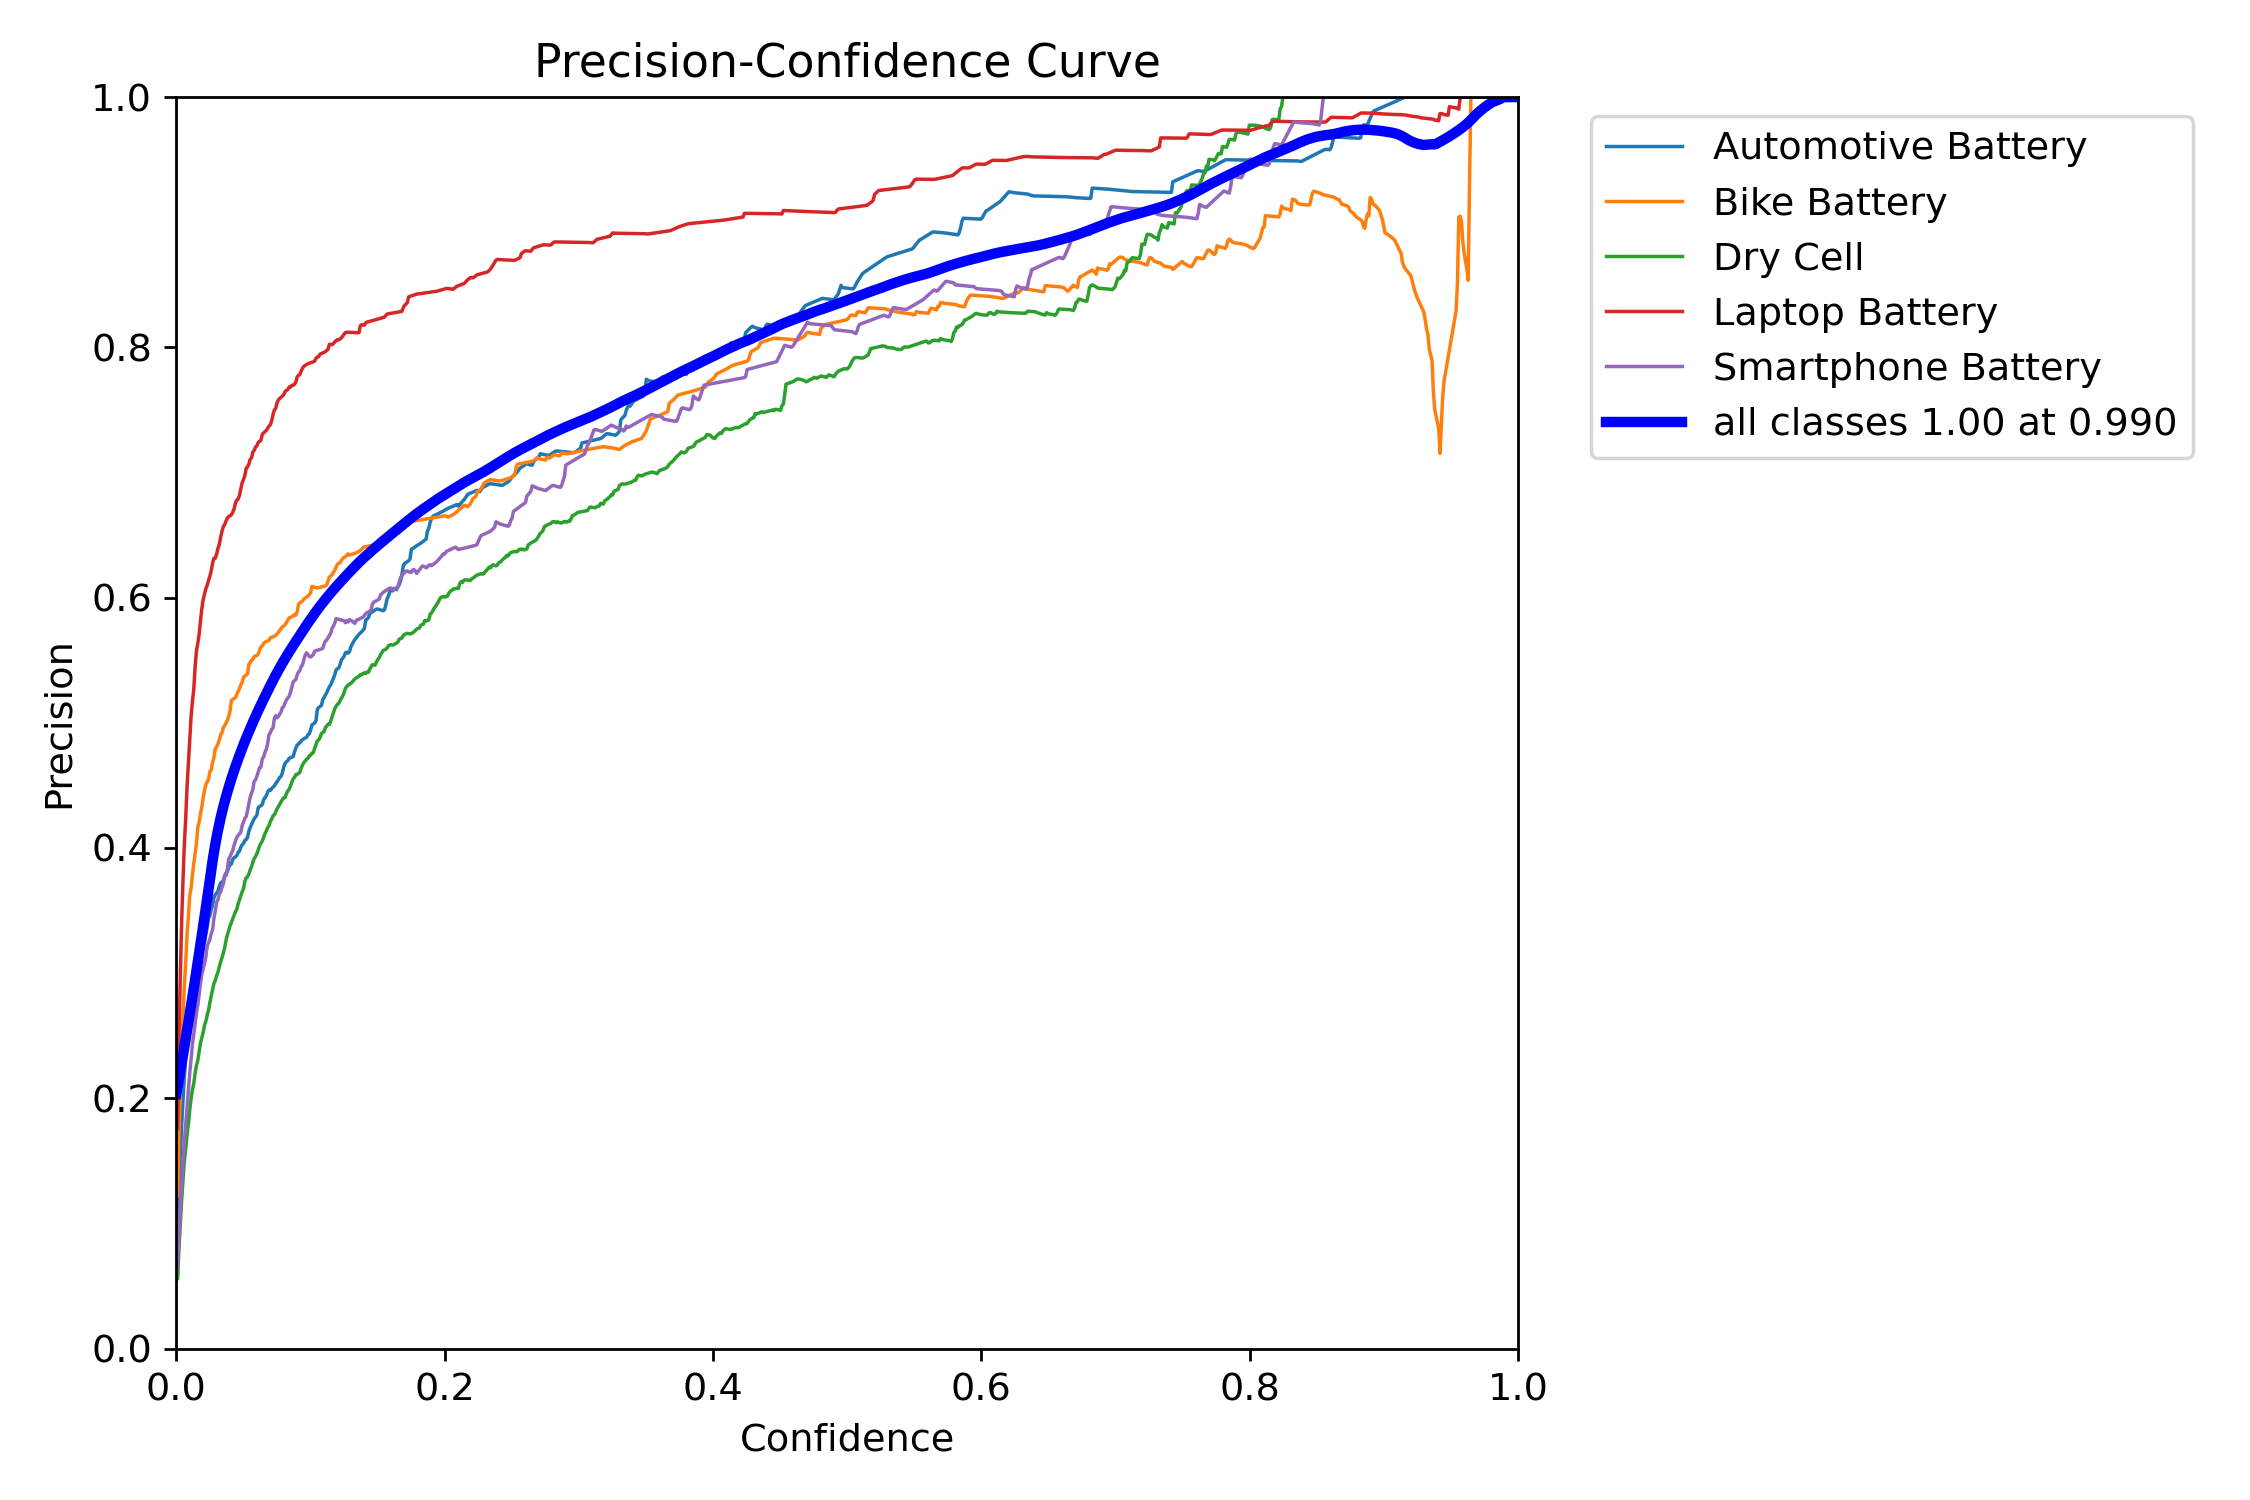 Precision-Confidence Curve
1.0
0.8
0.6
0.4
0.2
0.0
Precision
0.0 0.2 0.4 0.6 0.8 1.0
Confidence
Automotive Battery
Bike Battery
Dry Cell
Laptop Battery
Smartphone Battery
all classes 1.00 at 0.990